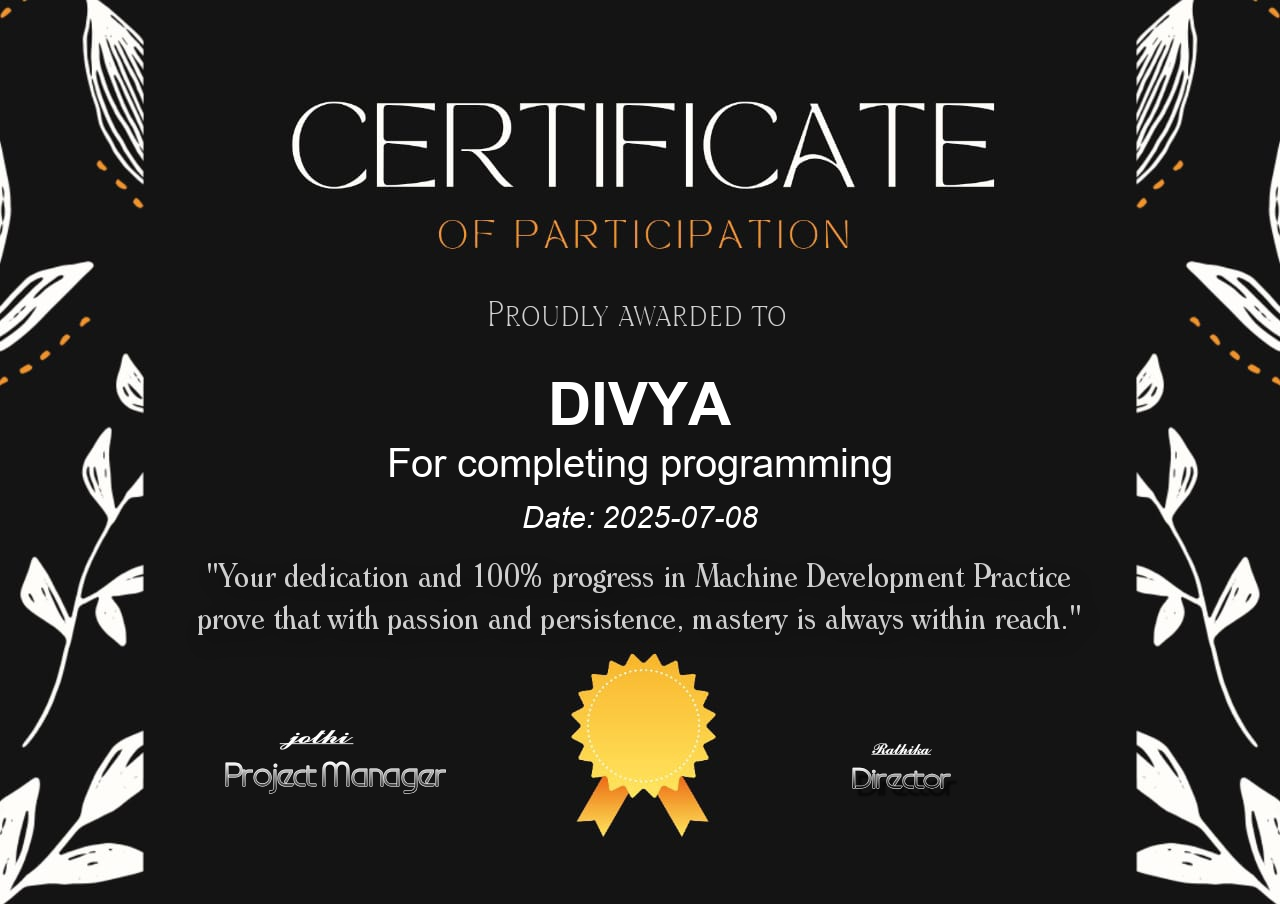 CERTIFICATE
OF PARTICIPATION
PROUDLY AWARDED TO
DIVYA
For completing programming
Date: 2025-07-08
"Your dedication and 100% progress in Machine Development Practice
prove that with passion and persistence, mastery is always within reach."
jothi
Project Manager
Rathika
Director